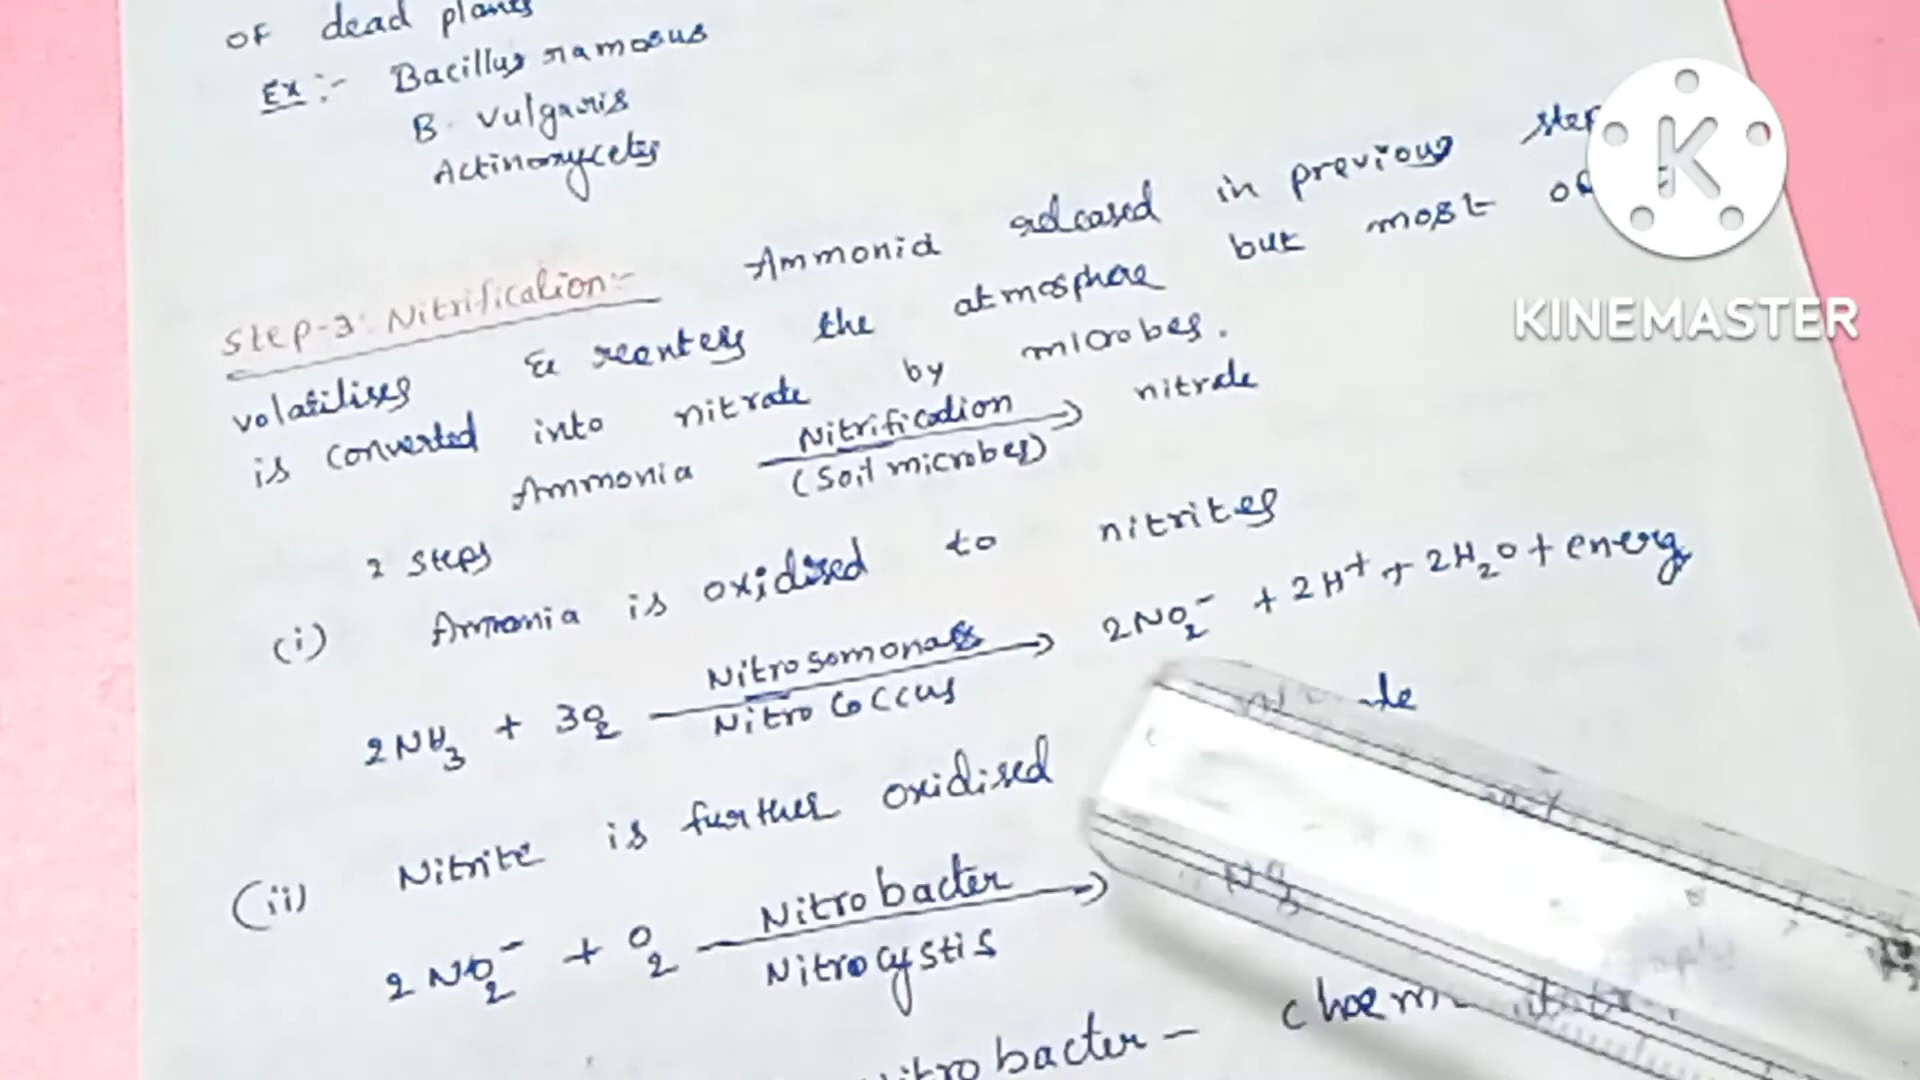 of dead plants
Ex:- Bacillus ramosus
B. vulgaris
Actinomycetes
Step-3: Nitrification:- Ammonia released in previous step
volatilises & reenters the atmosphere but most of
is converted into nitrate by microbes.
Ammonia Nitrification (Soil microbes) → nitrate
2 steps
(i) Ammonia is oxidised to nitrites
2NH₃ + 3O₂ Nitrosomonas Nitrococcus → 2NO₂⁻ + 2H⁺ + 2H₂O + energy
(ii) Nitrite is further oxidised
2NO₂⁻ + O₂ Nitrobacter Nitrocystis →
Nitrobacter -
KINEMASTER